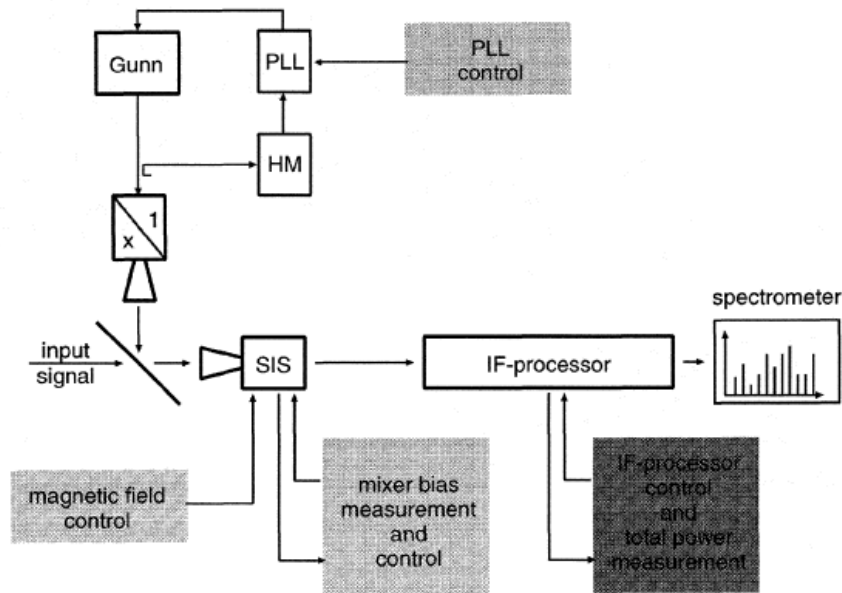 Gunn
PLL
PLL
control
HM
1
x
spectrometer
input
signal
SIS
IF-processor
magnetic field
control
mixer bias
measurement
and
control
IF-processor
control
and
total power
measurement